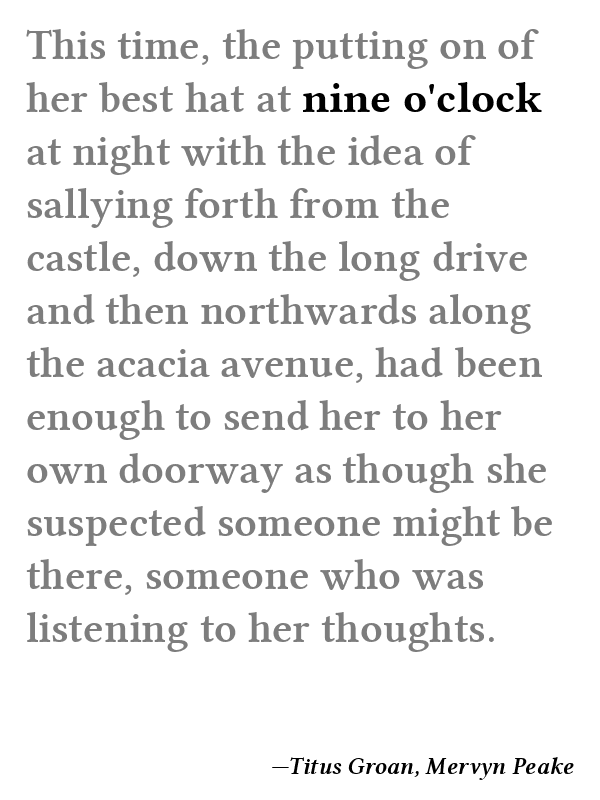 This time, the putting on of
her best hat at nine o'clock
at night with the idea of
sallying forth from the
castle, down the long drive
and then northwards along
the acacia avenue, had been
enough to send her to her
own doorway as though she
suspected someone might be
there, someone who was
listening to her thoughts.
—Titus Groan, Mervyn Peake